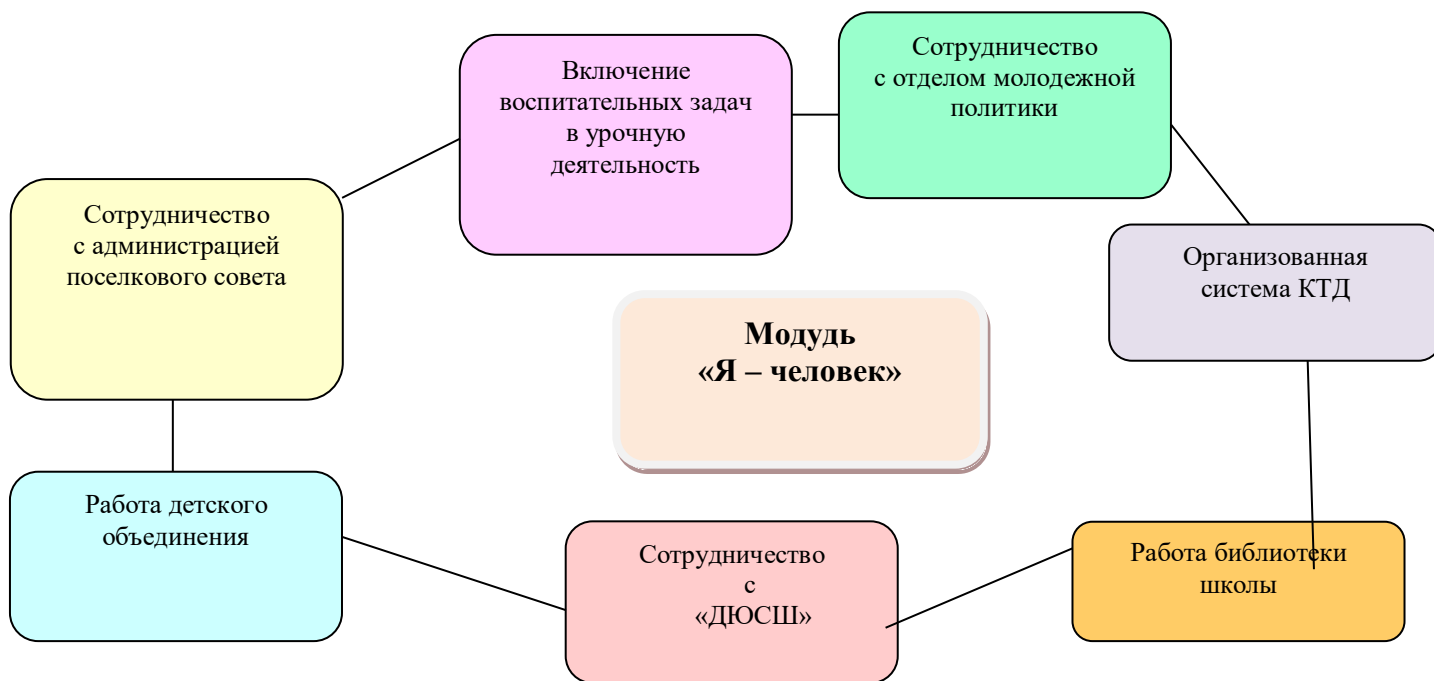 Включение
воспитательных задач
в урочную
деятельность
Сотрудничество
с отделом молодежной
политики
Сотрудничество
с администрацией
поселкового совета
Организованная
система КТД
Модудь
«Я – человек»
Работа детского
объединения
Сотрудничество
с
«ДЮСШ»
Работа библиотеки
школы